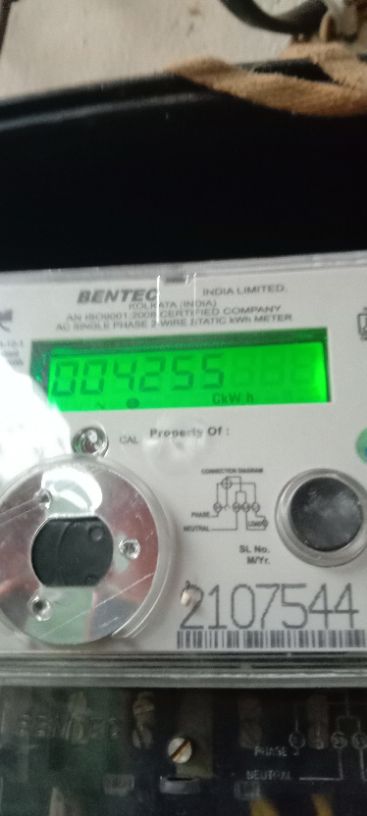 BENTEC INDIA LIMITED.
KOLKATA (INDIA)
AN ISO9001:2008 CERTIFIED COMPANY
AC SINGLE PHASE 2-WIRE STATIC kWh METER
004255
CkW h
CAL Property Of :
CONNECTION DIAGRAM
PHASE
NEUTRAL
LOAD
SL No.
M/Yr.
2107544
BENTEC
PHASE
NEUTRAL